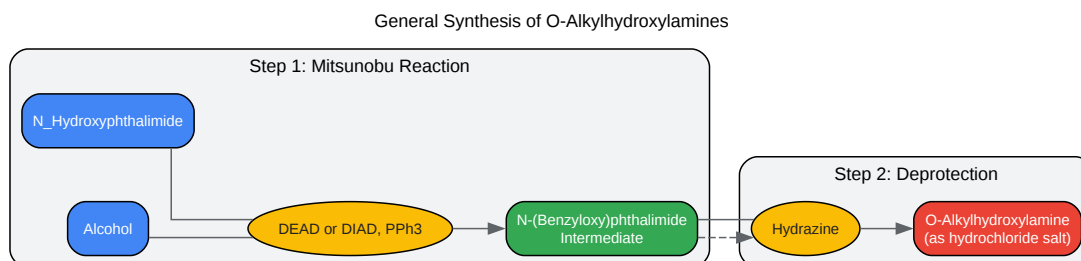 General Synthesis of O-Alkylhydroxylamines
Step 1: Mitsunobu Reaction
N_Hydroxyphthalimide
Alcohol
DEAD or DIAD, PPh3
N-(Benzyloxy)phthalimide
Intermediate
Step 2: Deprotection
Hydrazine
O-Alkylhydroxylamine
(as hydrochloride salt)